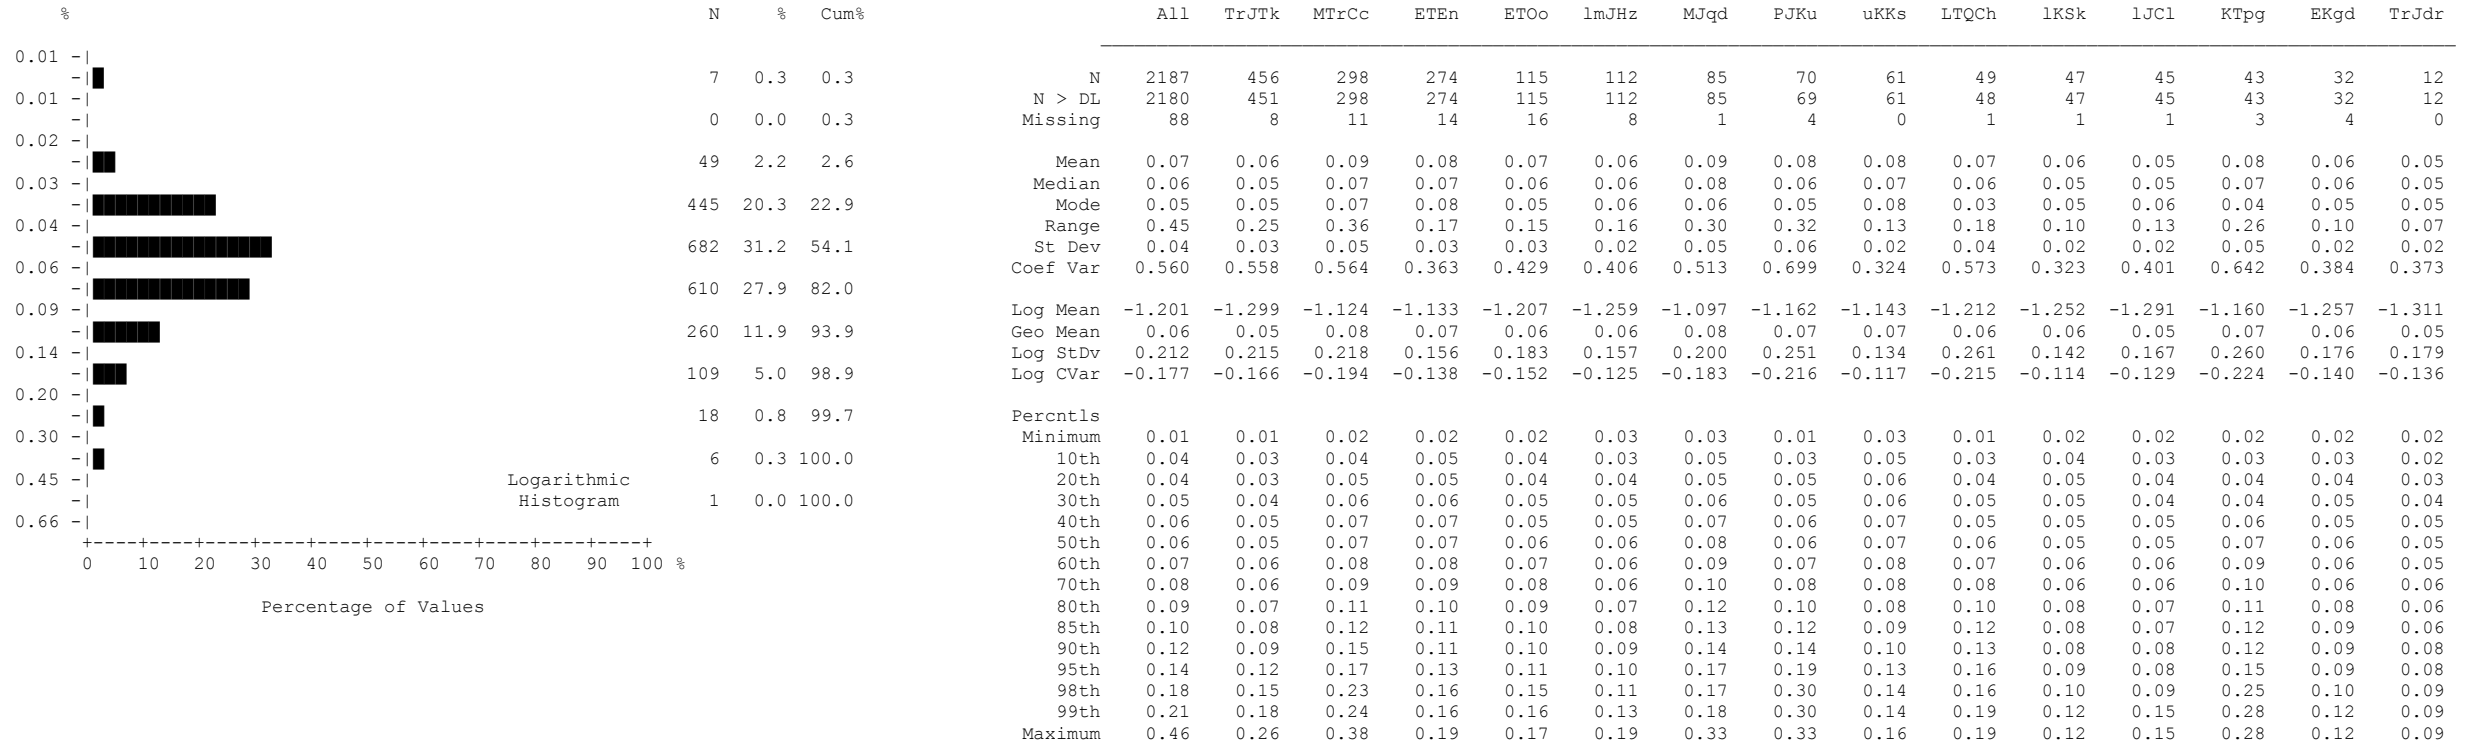 % N % Cum% All TrJTk MTrCc ETEn ETOo lmJHz MJqd PJKu uKKs LTQCh lKSk lJCl KTpg EKgd TrJdr
0.01 -|
-| 7 0.3 0.3 N 2187 456 298 274 115 112 85 70 61 49 47 45 43 32 12
0.01 -| N > DL 2180 451 298 274 115 112 85 69 61 48 47 45 43 32 12
-| 0 0.0 0.3 Missing 88 8 11 14 16 8 1 4 0 1 1 1 3 4 0
0.02 -|
-| 49 2.2 2.6 Mean 0.07 0.06 0.09 0.08 0.07 0.06 0.09 0.08 0.08 0.07 0.06 0.05 0.08 0.06 0.05
0.03 -| Median 0.06 0.05 0.07 0.07 0.06 0.06 0.08 0.06 0.07 0.06 0.05 0.05 0.07 0.06 0.05
-| 445 20.3 22.9 Mode 0.05 0.05 0.07 0.08 0.05 0.06 0.06 0.05 0.08 0.03 0.05 0.06 0.04 0.05 0.05
0.04 -| Range 0.45 0.25 0.36 0.17 0.15 0.16 0.30 0.32 0.13 0.18 0.10 0.13 0.26 0.10 0.07
-| 682 31.2 54.1 St Dev 0.04 0.03 0.05 0.03 0.03 0.02 0.05 0.06 0.02 0.04 0.02 0.02 0.05 0.02 0.02
0.06 -| Coef Var 0.560 0.558 0.564 0.363 0.429 0.406 0.513 0.699 0.324 0.573 0.323 0.401 0.642 0.384 0.373
-| 610 27.9 82.0
0.09 -| Log Mean -1.201 -1.299 -1.124 -1.133 -1.207 -1.259 -1.097 -1.162 -1.143 -1.212 -1.252 -1.291 -1.160 -1.257 -1.311
-| 260 11.9 93.9 Geo Mean 0.06 0.05 0.08 0.07 0.06 0.06 0.08 0.07 0.07 0.06 0.06 0.05 0.07 0.06 0.05
0.14 -| Log StDv 0.212 0.215 0.218 0.156 0.183 0.157 0.200 0.251 0.134 0.261 0.142 0.167 0.260 0.176 0.179
-| 109 5.0 98.9 Log CVar -0.177 -0.166 -0.194 -0.138 -0.152 -0.125 -0.183 -0.216 -0.117 -0.215 -0.114 -0.129 -0.224 -0.140 -0.136
0.20 -|
-| 18 0.8 99.7 Percntls
0.30 -| Minimum 0.01 0.01 0.02 0.02 0.02 0.03 0.03 0.01 0.03 0.01 0.02 0.02 0.02 0.02 0.02
-| 6 0.3 100.0 10th 0.04 0.03 0.04 0.05 0.04 0.03 0.05 0.03 0.05 0.03 0.04 0.03 0.03 0.03 0.02
0.45 -| Logarithmic 20th 0.04 0.03 0.05 0.05 0.04 0.04 0.05 0.05 0.06 0.04 0.05 0.04 0.04 0.04 0.03
-| Histogram 1 0.0 100.0 30th 0.05 0.04 0.06 0.06 0.05 0.05 0.06 0.05 0.06 0.05 0.05 0.04 0.04 0.05 0.04
0.66 -| 40th 0.06 0.05 0.07 0.07 0.05 0.05 0.07 0.06 0.07 0.05 0.05 0.05 0.06 0.05 0.05
+----+----+----+----+----+----+----+----+----+----+ 50th 0.06 0.05 0.07 0.07 0.06 0.06 0.08 0.06 0.07 0.06 0.05 0.05 0.07 0.06 0.05
0 10 20 30 40 50 60 70 80 90 100 % 60th 0.07 0.06 0.08 0.08 0.07 0.06 0.09 0.07 0.08 0.07 0.06 0.06 0.09 0.06 0.05
70th 0.08 0.06 0.09 0.09 0.08 0.06 0.10 0.08 0.08 0.08 0.06 0.06 0.10 0.06 0.06
Percentage of Values 80th 0.09 0.07 0.11 0.10 0.09 0.07 0.12 0.10 0.08 0.10 0.08 0.07 0.11 0.08 0.06
85th 0.10 0.08 0.12 0.11 0.10 0.08 0.13 0.12 0.09 0.12 0.08 0.07 0.12 0.09 0.06
90th 0.12 0.09 0.15 0.11 0.10 0.09 0.14 0.14 0.10 0.13 0.08 0.08 0.12 0.09 0.08
95th 0.14 0.12 0.17 0.13 0.11 0.10 0.17 0.19 0.13 0.16 0.09 0.08 0.15 0.09 0.08
98th 0.18 0.15 0.23 0.16 0.15 0.11 0.17 0.30 0.14 0.16 0.10 0.09 0.25 0.10 0.09
99th 0.21 0.18 0.24 0.16 0.16 0.13 0.18 0.30 0.14 0.19 0.12 0.15 0.28 0.12 0.09
Maximum 0.46 0.26 0.38 0.19 0.17 0.19 0.33 0.33 0.16 0.19 0.12 0.15 0.28 0.12 0.09